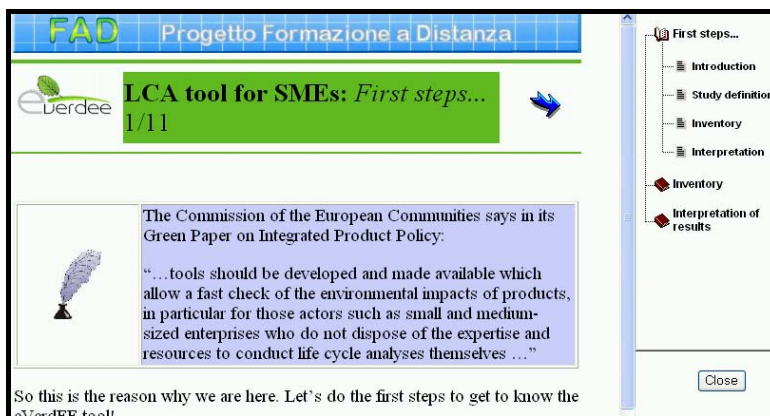 FAD Progetto Formazione a Distanza
everdee
LCA tool for SMEs: First steps...
1/11
The Commission of the European Communities says in its
Green Paper on Integrated Product Policy:
“…tools should be developed and made available which
allow a fast check of the environmental impacts of products,
in particular for those actors such as small and medium-
sized enterprises who do not dispose of the expertise and
resources to conduct life cycle analyses themselves …”
So this is the reason why we are here. Let’s do the first steps to get to know the
eVerdEE tool!
First steps...
Introduction
Study definition
Inventory
Interpretation
Inventory
Interpretation of
results
Close